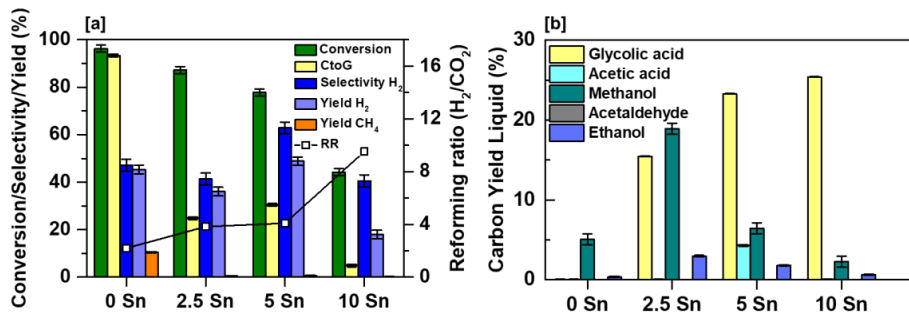 [a]
Conversion/Selectivity/Yield (%)
100
80
60
40
20
0
Conversion
CtoG
Selectivity H₂
Yield H₂
Yield CH₄
RR
16
12
8
4
0
Reforming ratio (H₂/CO₂)
0 Sn 2.5 Sn 5 Sn 10 Sn
[b]
Carbon Yield Liquid (%)
30
20
10
0
Glycolic acid
Acetic acid
Methanol
Acetaldehyde
Ethanol
0 Sn 2.5 Sn 5 Sn 10 Sn